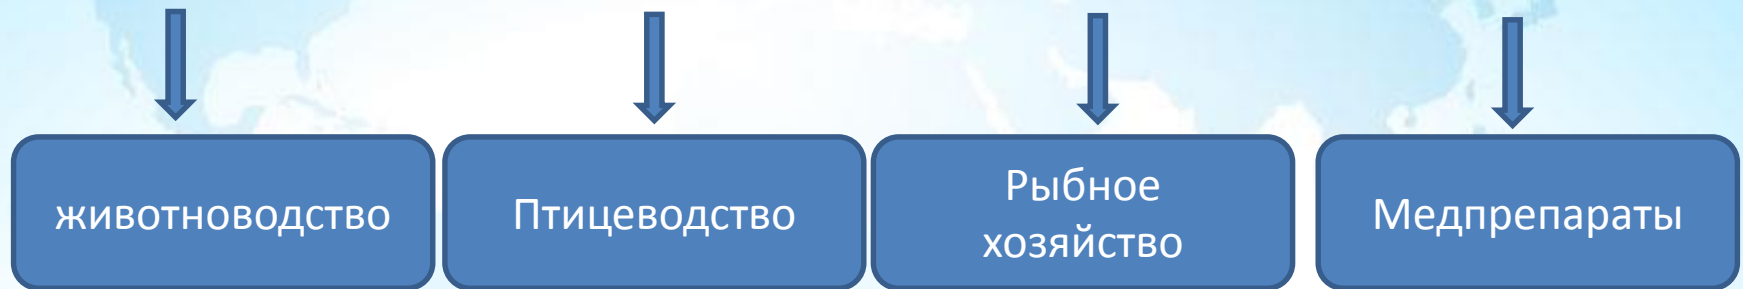 животноводство
Птицеводство
Рыбное
хозяйство
Медпрепараты